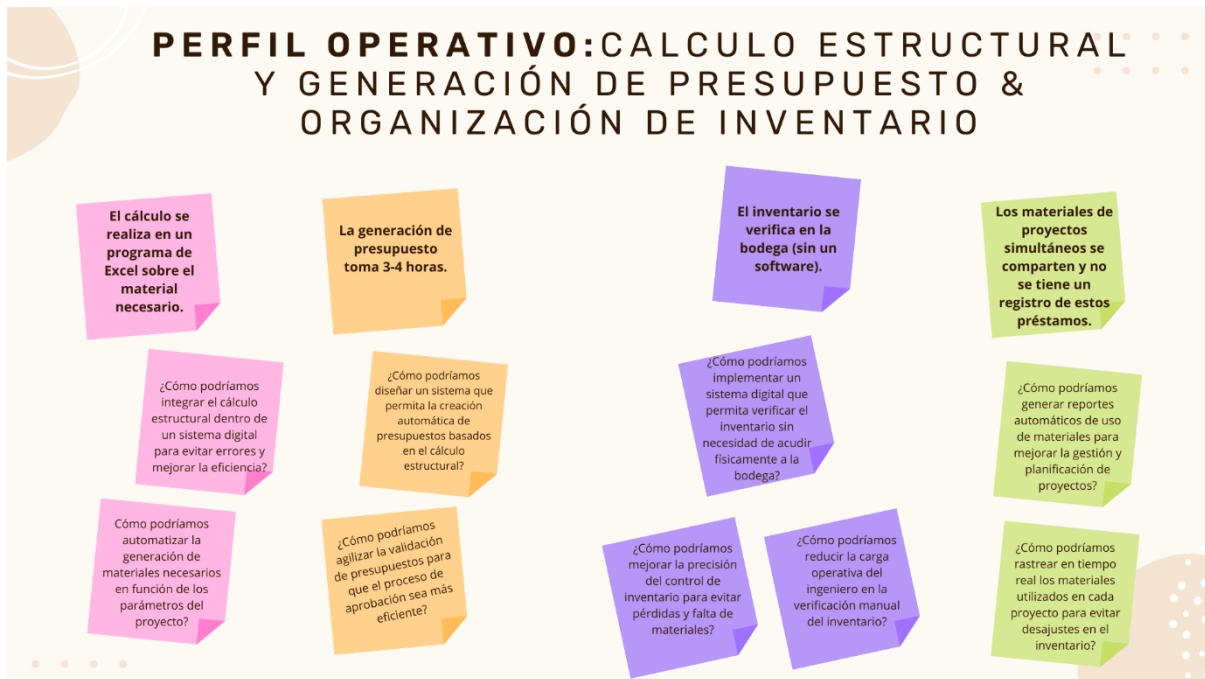 PERFIL OPERATIVO:CALCULO ESTRUCTURAL
Y GENERACIÓN DE PRESUPUESTO &
ORGANIZACIÓN DE INVENTARIO
El cálculo se
realiza en un
programa de
Excel sobre el
material
necesario.
¿Cómo podríamos
integrar el cálculo
estructural dentro de
un sistema digital
para evitar errores y
mejorar la eficiencia?
Cómo podríamos
automatizar la
generación de
materiales necesarios
en función de los
parámetros del
proyecto?
La generación de
presupuesto
toma 3-4 horas.
¿Cómo podríamos
diseñar un sistema que
permita la creación
automática de
presupuestos basados
en el cálculo
estructural?
¿Cómo podríamos
agilizar la validación
de presupuestos para
que el proceso de
aprobación sea más
eficiente?
El inventario se
verifica en la
bodega (sin un
software).
¿Cómo podríamos
implementar un
sistema digital que
permita verificar el
inventario sin
necesidad de acudir
físicamente a la
bodega?
¿Cómo podríamos
mejorar la precisión
del control de
inventario para evitar
pérdidas y falta de
materiales?
¿Cómo podríamos
reducir la carga
operativa del
ingeniero en la
verificación manual
del inventario?
Los materiales de
proyectos
simultáneos se
comparten y no
se tiene un
registro de estos
préstamos.
¿Cómo podríamos
generar reportes
automáticos de uso
de materiales para
mejorar la gestión y
planificación de
proyectos?
¿Cómo podríamos
rastrear en tiempo
real los materiales
utilizados en cada
proyecto para evitar
desajustes en el
inventario?